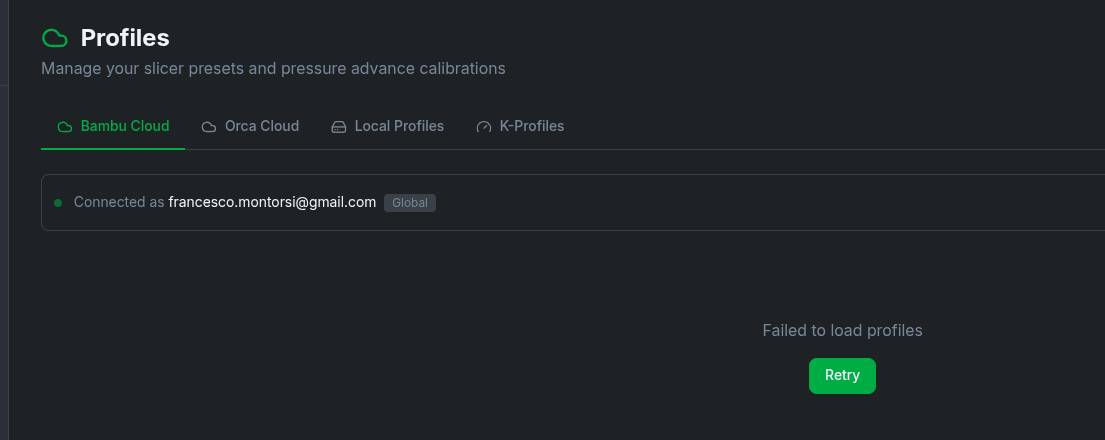 Profiles
Manage your slicer presets and pressure advance calibrations
Bambu Cloud Orca Cloud Local Profiles K-Profiles
Connected as francesco.montorsi@gmail.com Global
Failed to load profiles
Retry